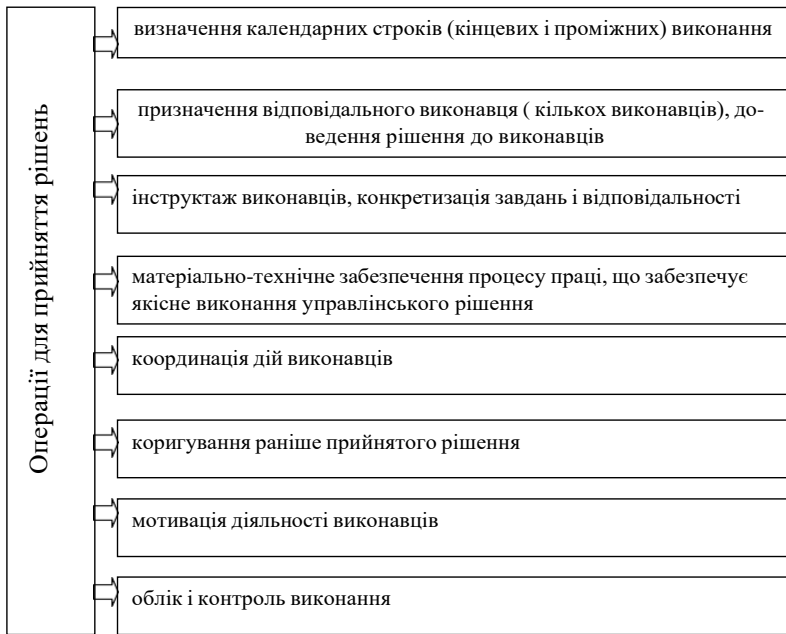 Операції для прийняття рішень
визначення календарних строків (кінцевих і проміжних) виконання
призначення відповідального виконавця ( кількох виконавців), до-
ведення рішення до виконавців
інструктаж виконавців, конкретизація завдань і відповідальності
матеріально-технічне забезпечення процесу праці, що забезпечує
якісне виконання управлінського рішення
координація дій виконавців
коригування раніше прийнятого рішення
мотивація діяльності виконавців
облік і контроль виконання